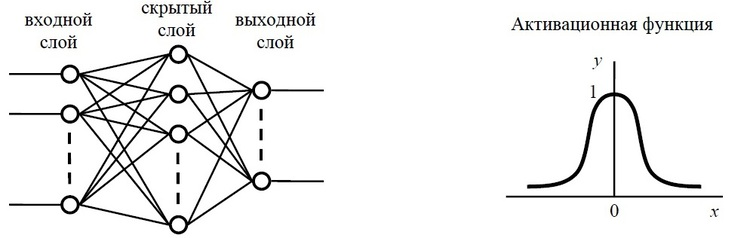 входной
слой
скрытый
слой
выходной
слой
Активационная функция
y
1
0
x